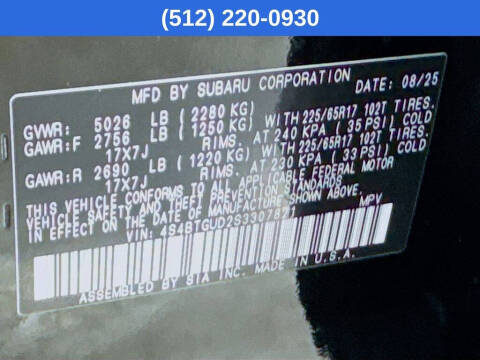 (512) 220-0930
MFD BY SUBARU CORPORATION DATE: 08/25
GVWR: 5026 LB ( 2280 KG)
GAWR:F 2756 LB ( 1250 KG) WITH 225/65R17 102T TIRES.
17X7J RIMS. AT 240 KPA ( 35 PSI) COLD
GAWR:R 2690 LB ( 1220 KG) WITH 225/65R17 102T TIRES.
17X7J RIMS. AT 230 KPA ( 33 PSI) COLD
THIS VEHICLE CONFORMS TO ALL APPLICABLE FEDERAL MOTOR
VEHICLE SAFETY AND BUMPER THEFT PREVENTION STANDARDS
IN EFFECT ON THE DATE OF MANUFACTURE SHOWN ABOVE.
VIN: 4S4BTGUD2S3307871 MPV
ASSEMBLED BY SIA INC. MADE IN U.S.A.